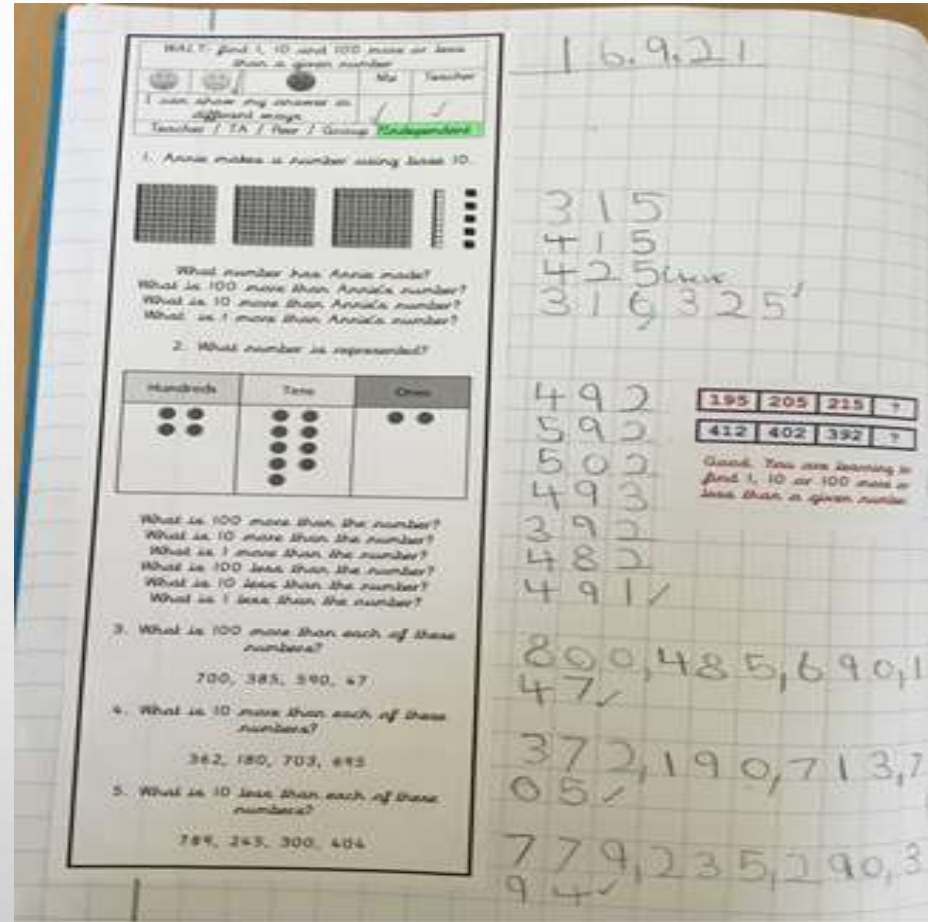 WALT: find 1, 10 and 100 more or less
than a given number
Me Teacher
I can show my answer in
different ways
Teacher / TA / Peer / Group / Independent
1. Annie makes a number using base 10.
What number has Annie made?
What is 100 more than Annie's number?
What is 10 more than Annie's number?
What is 1 more than Annie's number?
2. What number is represented?
Hundreds Tens Ones
What is 100 more than the number?
What is 10 more than the number?
What is 1 more than the number?
What is 100 less than the number?
What is 10 less than the number?
What is 1 less than the number?
3. What is 100 more than each of these
numbers?
700, 385, 590, 47
4. What is 10 more than each of these
numbers?
362, 180, 703, 695
5. What is 10 less than each of these
numbers?
789, 245, 300, 404
16.9.21
315
415
425
316 325
492
592
502
493
392
482
491
195 205 215 ?
412 402 392 ?
Good. You are learning to
find 1, 10 or 100 more or
less than a given number
800, 485, 690, 1
47
372, 190, 713, 7
05
779, 235, 290, 3
94